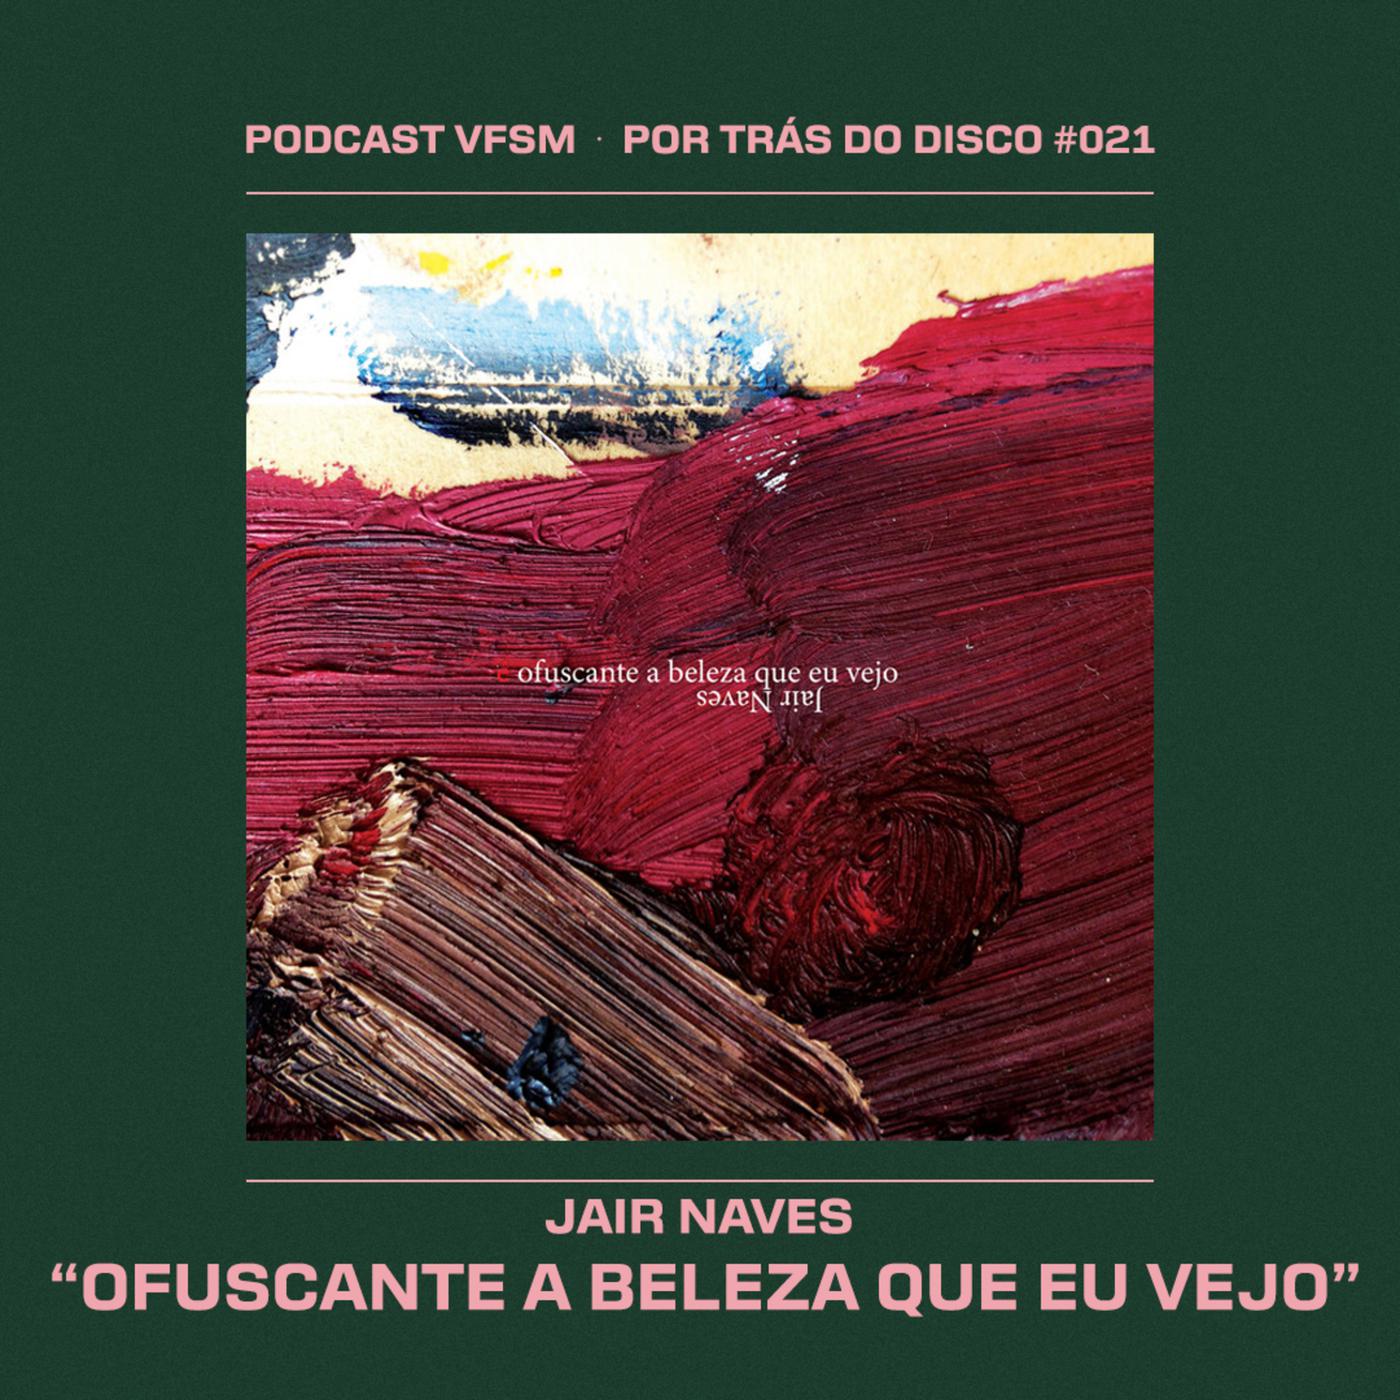 PODCAST VFSM · POR TRÁS DO DISCO #021
e ofuscante a beleza que eu vejo
Jair Naves
JAIR NAVES
“OFUSCANTE A BELEZA QUE EU VEJO”